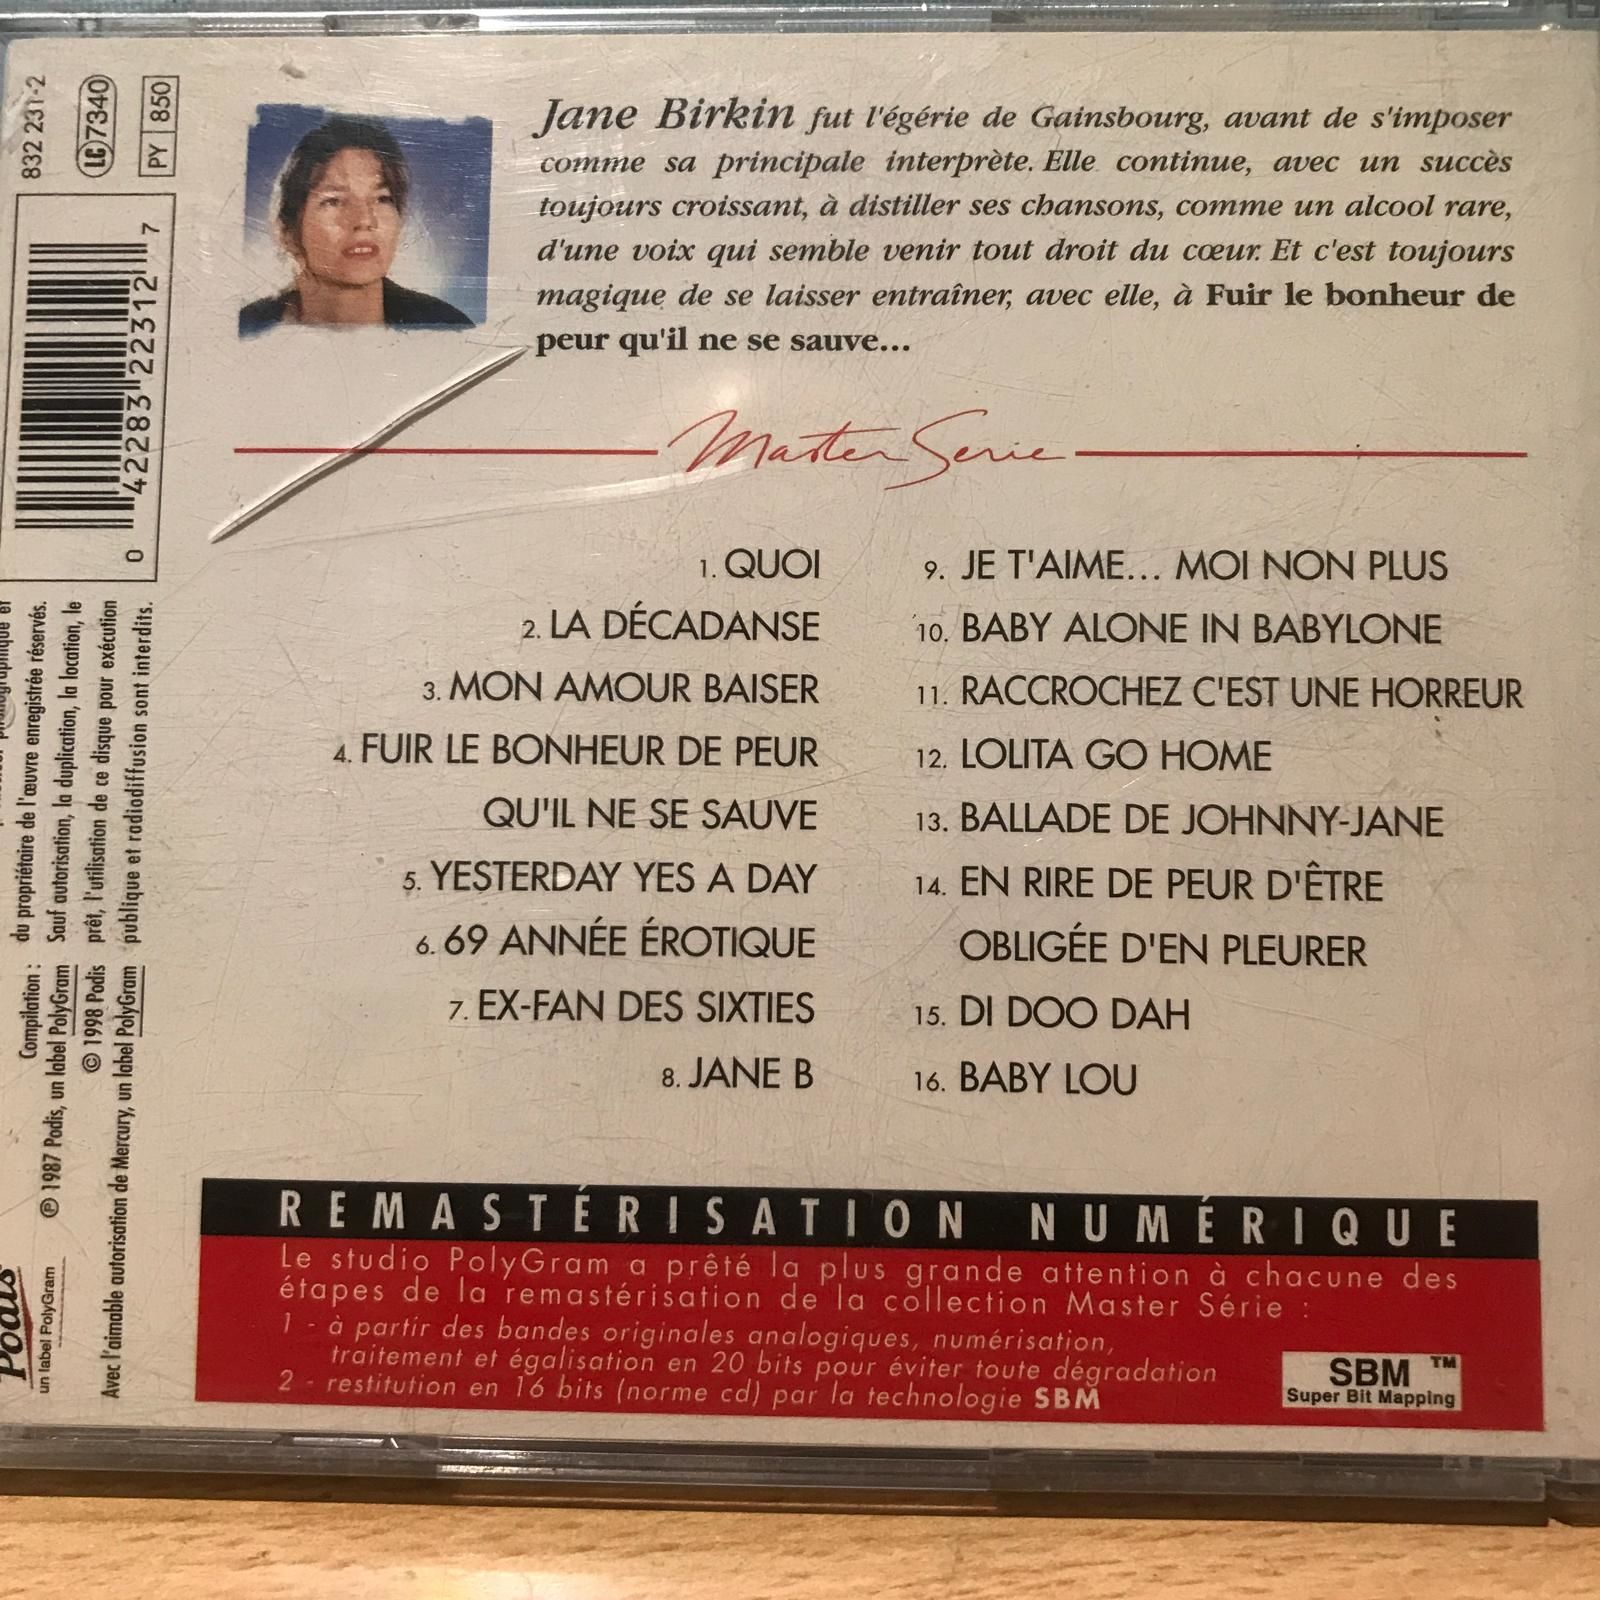 832 231-2
LC 7340
PY 850
0 42283 22312 7
Jane Birkin fut l'égérie de Gainsbourg, avant de s'imposer
comme sa principale interprète. Elle continue, avec un succès
toujours croissant, à distiller ses chansons, comme un alcool rare,
d'une voix qui semble venir tout droit du cœur. Et c'est toujours
magique de se laisser entraîner, avec elle, à Fuir le bonheur de
peur qu'il ne se sauve...
Master Serie
1. QUOI
2. LA DÉCADANSE
3. MON AMOUR BAISER
4. FUIR LE BONHEUR DE PEUR
QU'IL NE SE SAUVE
5. YESTERDAY YES A DAY
6. 69 ANNÉE ÉROTIQUE
7. EX-FAN DES SIXTIES
8. JANE B
9. JE T'AIME... MOI NON PLUS
10. BABY ALONE IN BABYLONE
11. RACCROCHEZ C'EST UNE HORREUR
12. LOLITA GO HOME
13. BALLADE DE JOHNNY-JANE
14. EN RIRE DE PEUR D'ÊTRE
OBLIGÉE D'EN PLEURER
15. DI DOO DAH
16. BABY LOU
REMASTÉRISATION NUMÉRIQUE
Le studio PolyGram a prêté la plus grande attention à chacune des
étapes de la remastérisation de la collection Master Série :
1 - à partir des bandes originales analogiques, numérisation,
traitement et égalisation en 20 bits pour éviter toute dégradation
2 - restitution en 16 bits (norme cd) par la technologie SBM
SBM ™
Super Bit Mapping
phonographique et
du propriétaire de l'œuvre enregistrée réservés.
Sauf autorisation, la duplication, la location, le
prêt, l'utilisation de ce disque pour exécution
publique et radiodiffusion sont interdits.
Compilation :
℗ 1987 Podis, un label PolyGram
© 1998 Podis
Avec l'aimable autorisation de Mercury, un label PolyGram
Podis
un label PolyGram